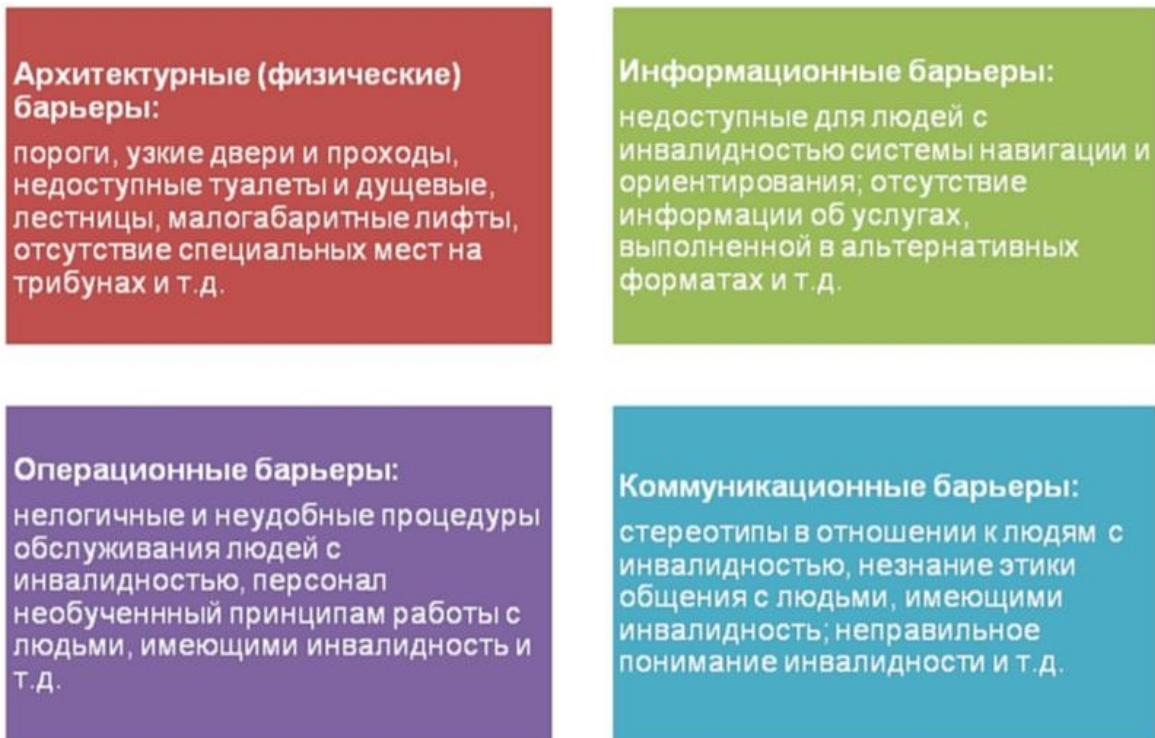 Архитектурные (физические)
барьеры:
пороги, узкие двери и проходы,
недоступные туалеты и дущевые,
лестницы, малогабаритные лифты,
отсутствие специальных мест на
трибунах и т.д.
Информационные барьеры:
недоступные для людей с
инвалидностью системы навигации и
ориентирования; отсутствие
информации об услугах,
выполненной в альтернативных
форматах и т.д.
Операционные барьеры:
нелогичные и неудобные процедуры
обслуживания людей с
инвалидностью, персонал
необученнный принципам работы с
людьми, имеющими инвалидность и
т.д.
Коммуникационные барьеры:
стереотипы в отношении к людям с
инвалидностью, незнание этики
общения с людьми, имеющими
инвалидность; неправильное
понимание инвалидности и т.д.